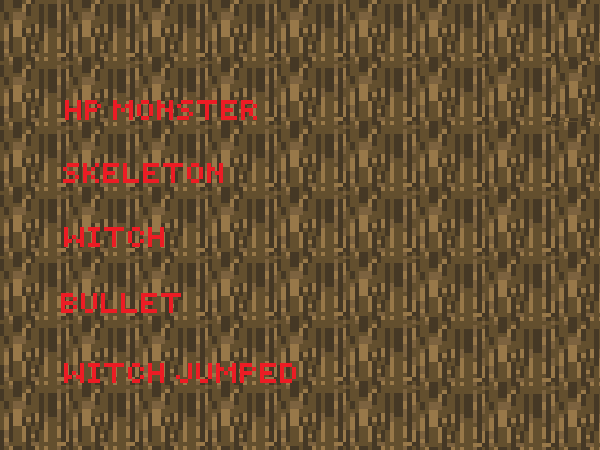 HP MONSTER
SKELETON
WITCH
BULLET
WITCH JUMPED